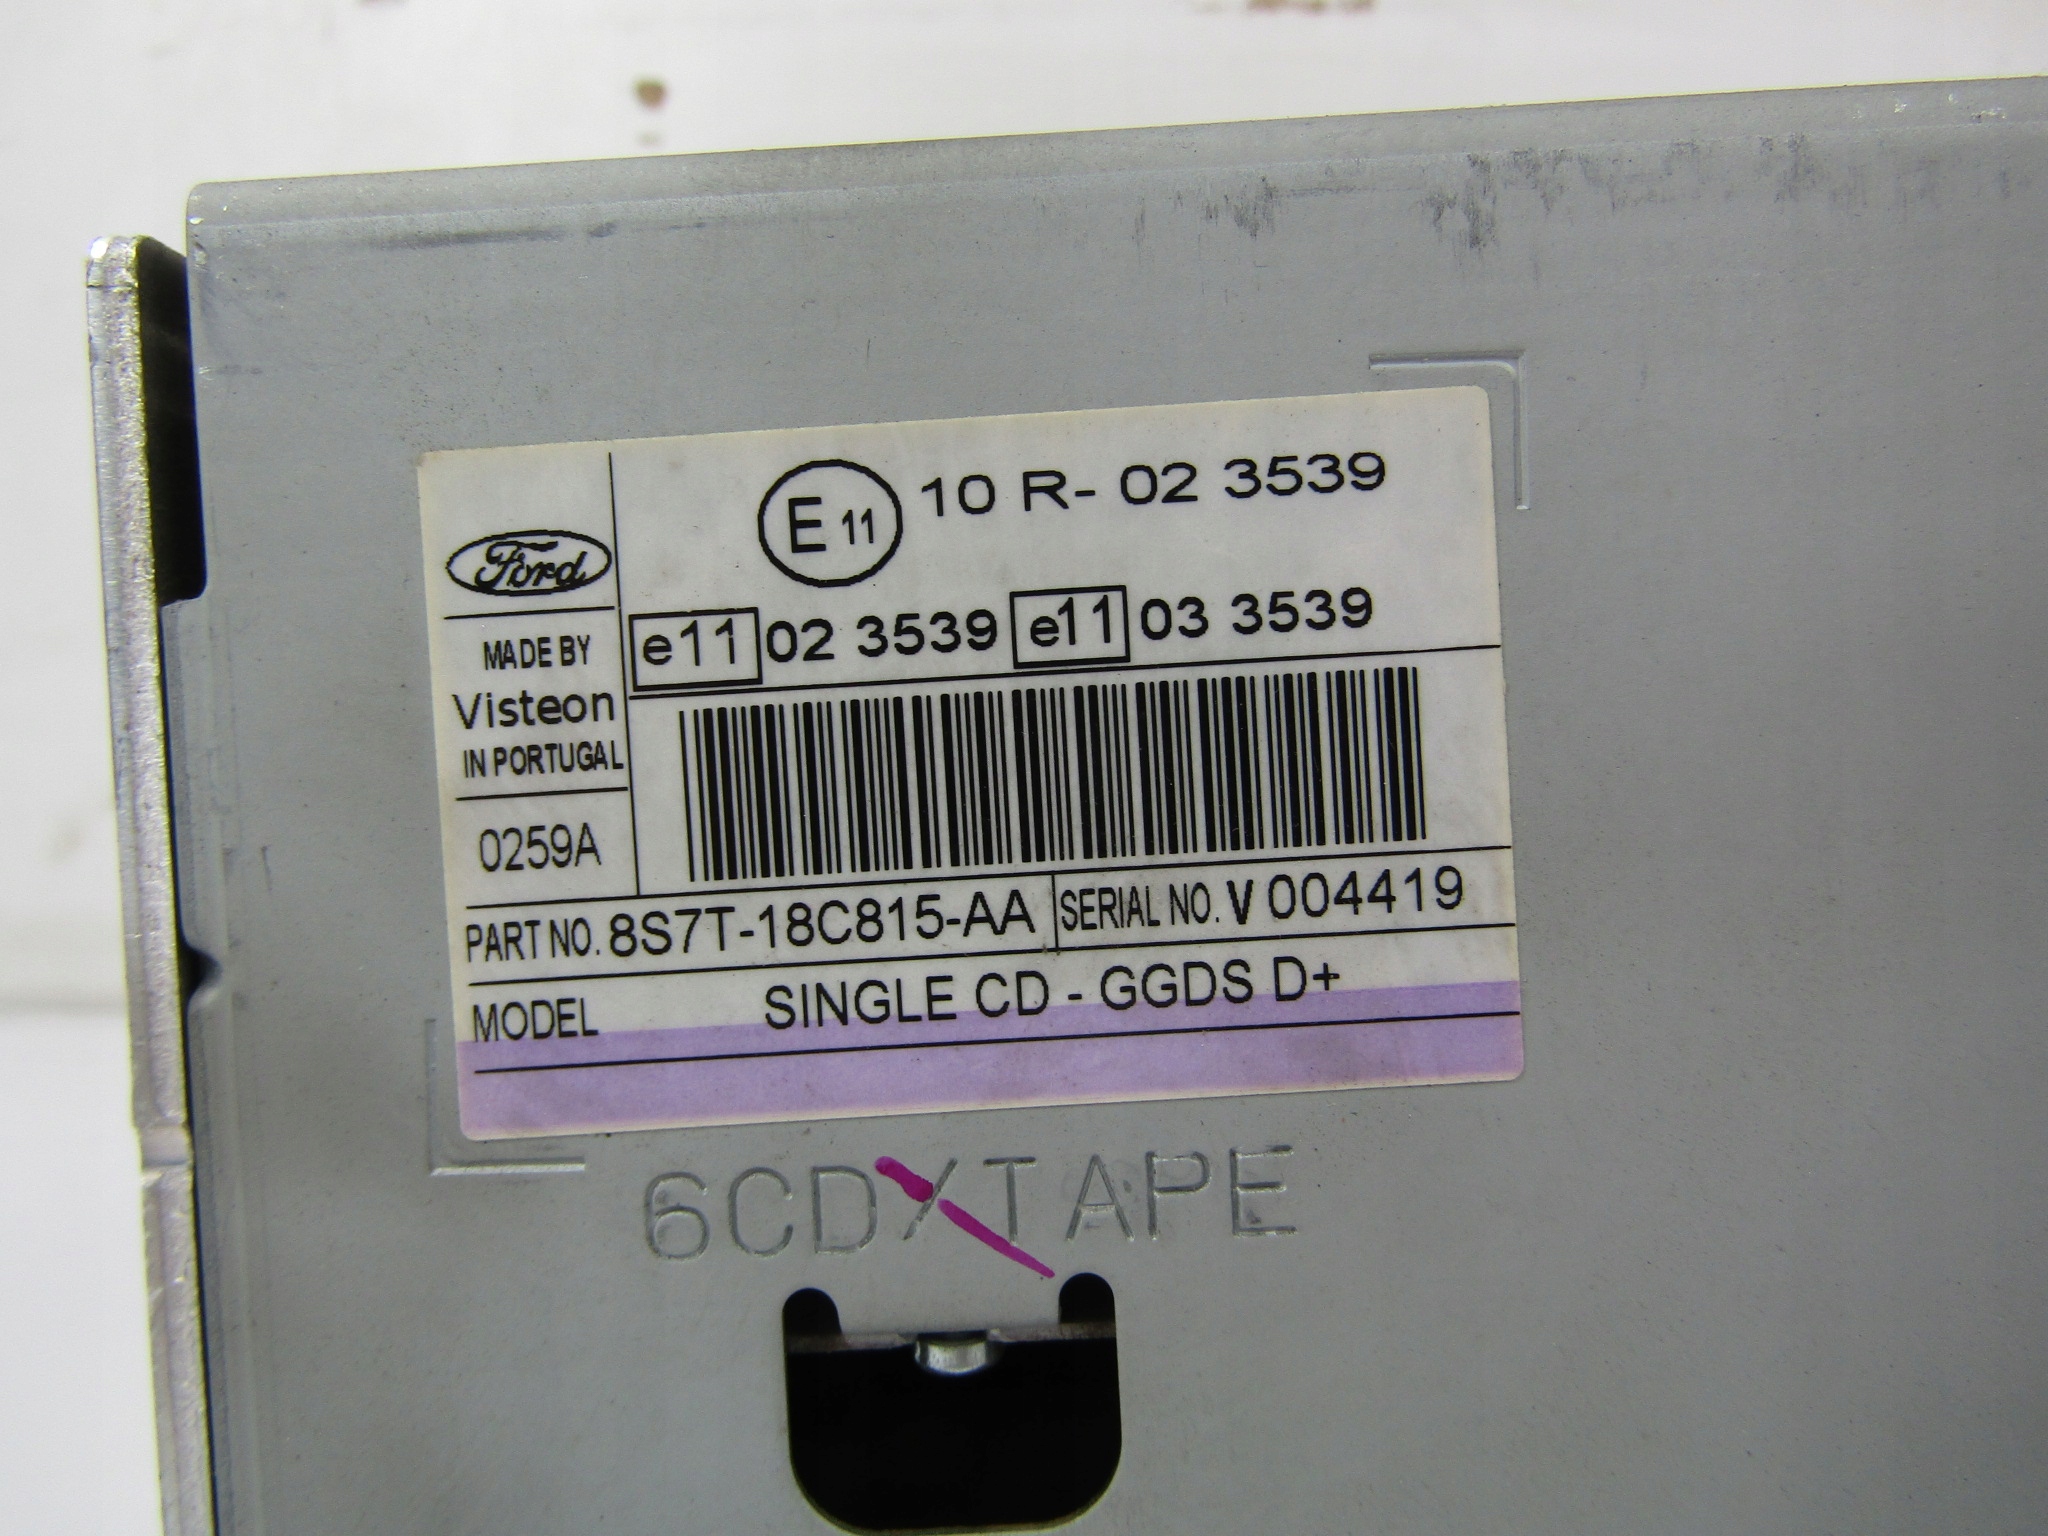 E 11 10 R- 02 3539
Ford
e11 02 3539 e11 03 3539
MADE BY
Visteon
IN PORTUGAL
0259A
PART NO. 8S7T-18C815-AA SERIAL NO. V 004419
MODEL SINGLE CD - GGDS D+
6CD/TAPE